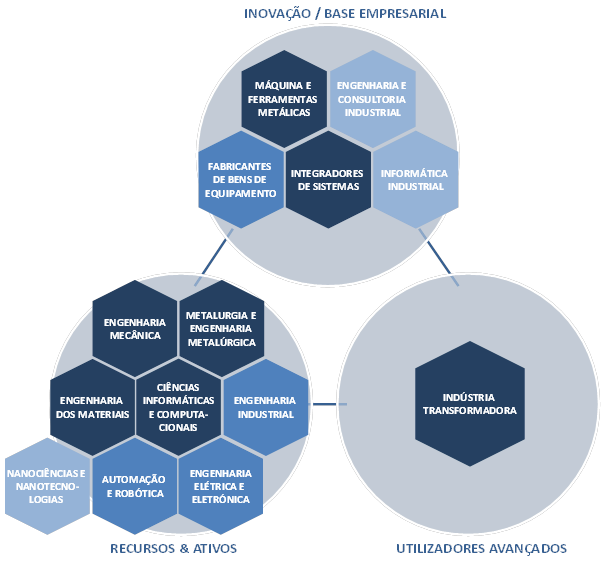 INOVAÇÃO / BASE EMPRESARIAL
MÁQUINA E
FERRAMENTAS
METÁLICAS
ENGENHARIA E
CONSULTORIA
INDUSTRIAL
FABRICANTES
DE BENS DE
EQUIPAMENTO
INTEGRADORES
DE SISTEMAS
INFORMÁTICA
INDUSTRIAL
ENGENHARIA
MECÂNICA
METALURGIA E
ENGENHARIA
METALÚRGICA
ENGENHARIA
DOS MATERIAIS
CIÊNCIAS
INFORMÁTICAS
E COMPUTA-
CIONAIS
ENGENHARIA
INDUSTRIAL
NANOCIÊNCIAS E
NANOTECNO-
LOGIAS
AUTOMAÇÃO
E ROBÓTICA
ENGENHARIA
ELÉTRICA E
ELETRÓNICA
INDÚSTRIA
TRANSFORMADORA
RECURSOS & ATIVOS
UTILIZADORES AVANÇADOS